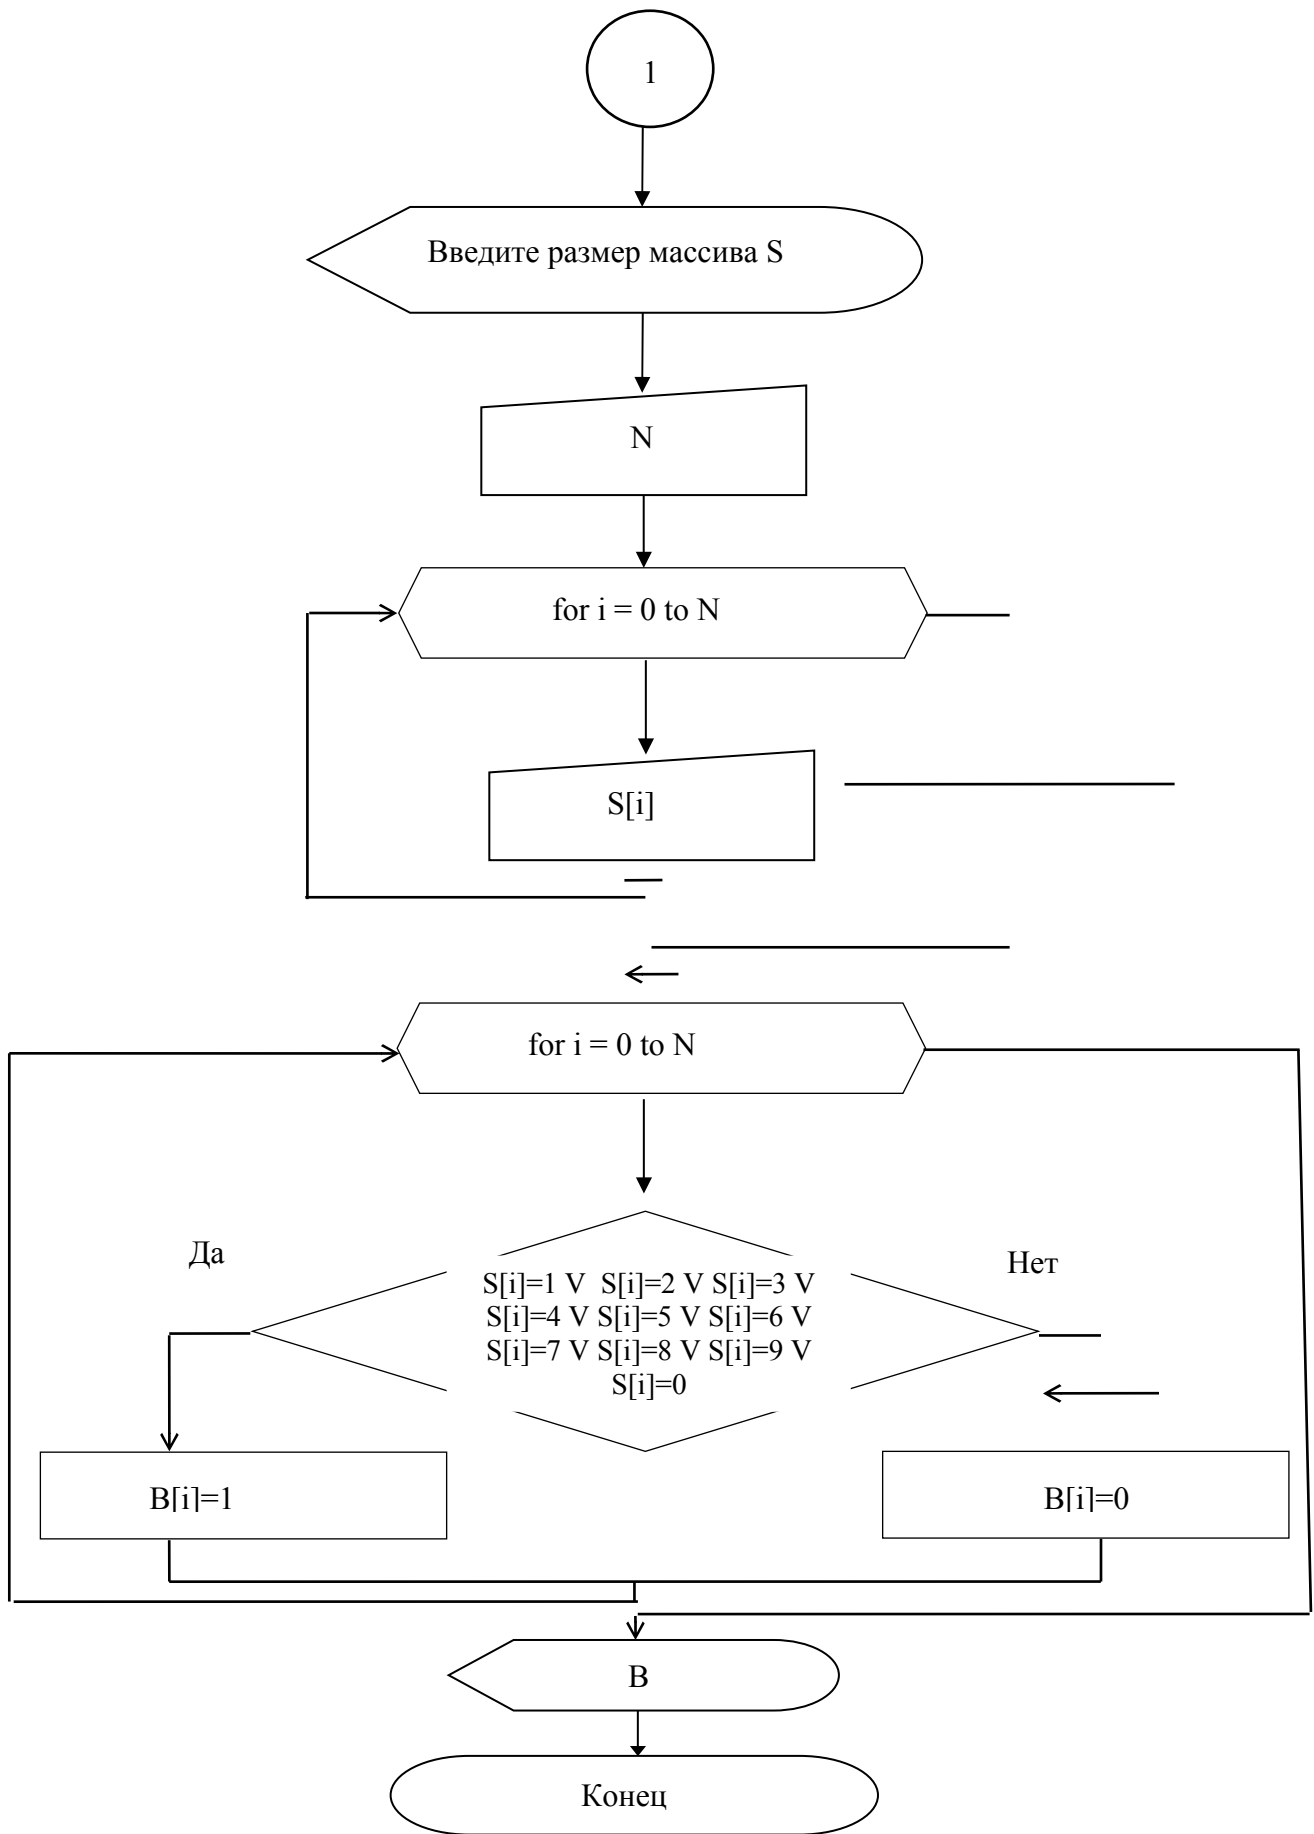 1
Введите размер массива S
N
for i = 0 to N
S[i]
for i = 0 to N
Да
Нет
S[i]=1 V S[i]=2 V S[i]=3 V
S[i]=4 V S[i]=5 V S[i]=6 V
S[i]=7 V S[i]=8 V S[i]=9 V
S[i]=0
B[i]=1
B[i]=0
B
Конец